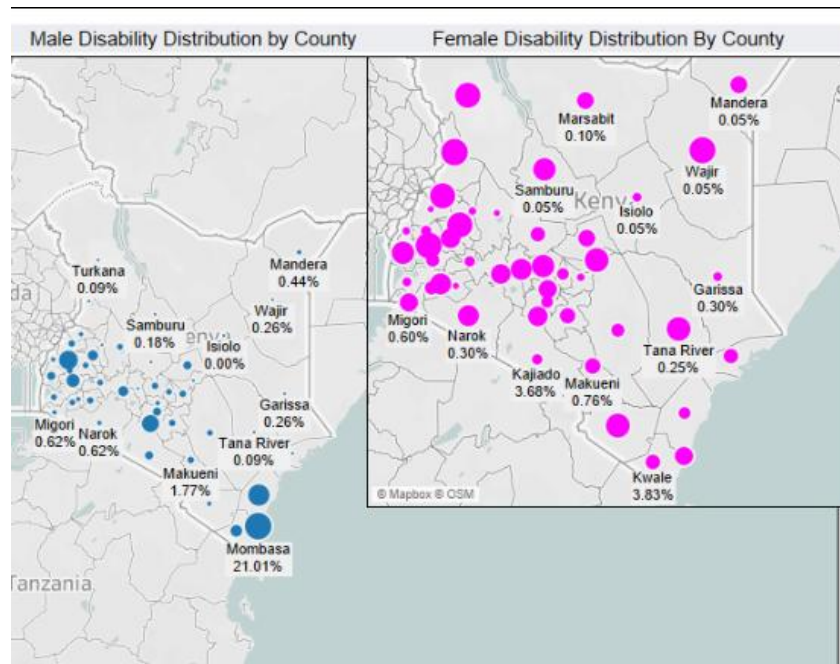 Male Disability Distribution by County
Female Disability Distribution By County
Turkana
0.09%
Mandera
0.44%
Wajir
0.26%
Samburu
0.18%
Isiolo
0.00%
Garissa
0.26%
Migori
0.62%
Narok
0.62%
Tana River
0.09%
Makueni
1.77%
Mombasa
21.01%
Tanzania
Marsabit
0.10%
Mandera
0.05%
Wajir
0.05%
Samburu
0.05%
Keny
Isiolo
0.05%
Garissa
0.30%
Migori
0.60%
Narok
0.30%
Tana River
0.25%
Kajiado
3.68%
Makueni
0.76%
Kwale
3.83%
© Mapbox © OSM